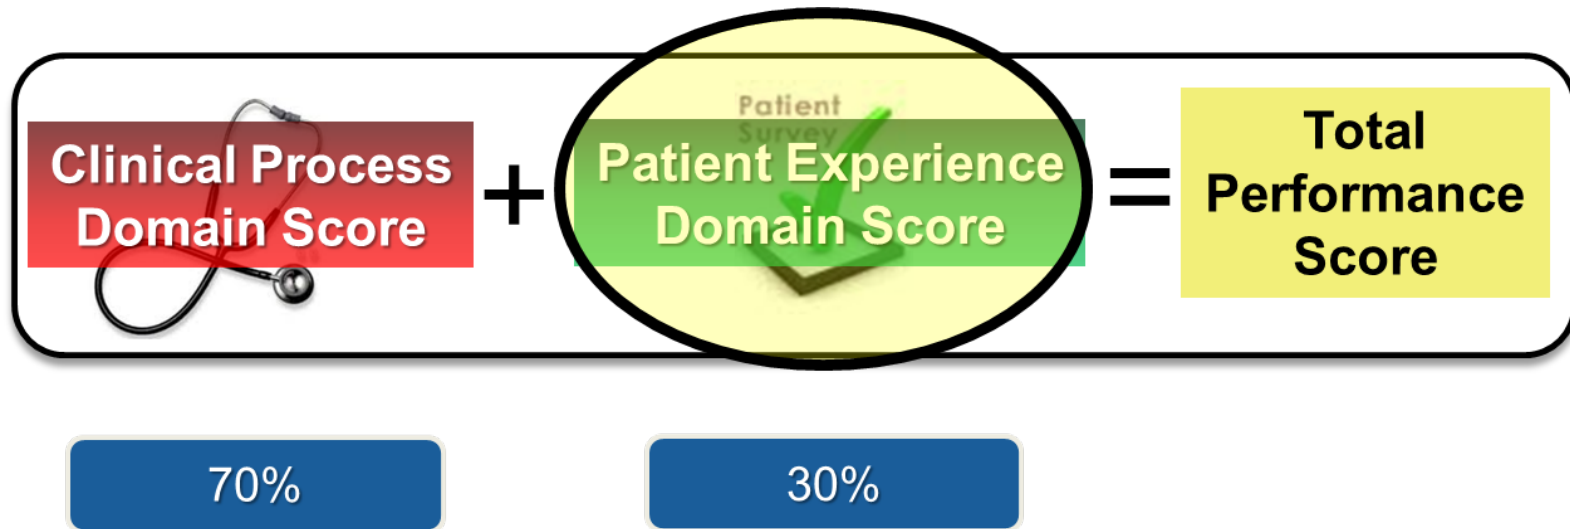 Patient
Survey
Clinical Process
Domain Score
+
Patient Experience
Domain Score
=
Total
Performance
Score
70%
30%